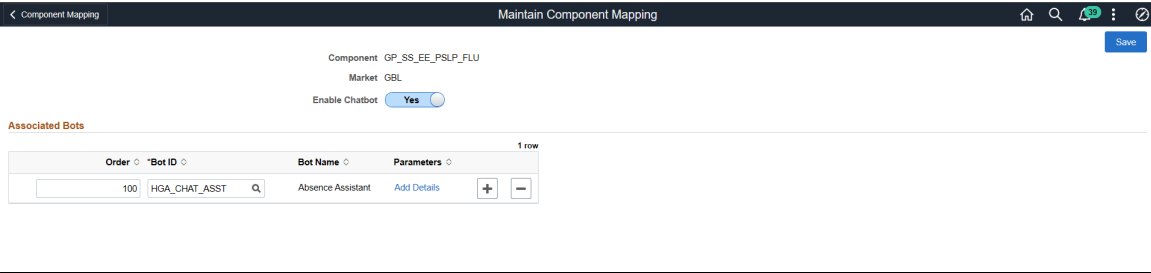 Component Mapping Maintain Component Mapping 39
Save
Component GP_SS_EE_PSLP_FLU
Market GBL
Enable Chatbot Yes
Associated Bots
1 row
Order *Bot ID Bot Name Parameters
100 HGA_CHAT_ASST Absence Assistant Add Details